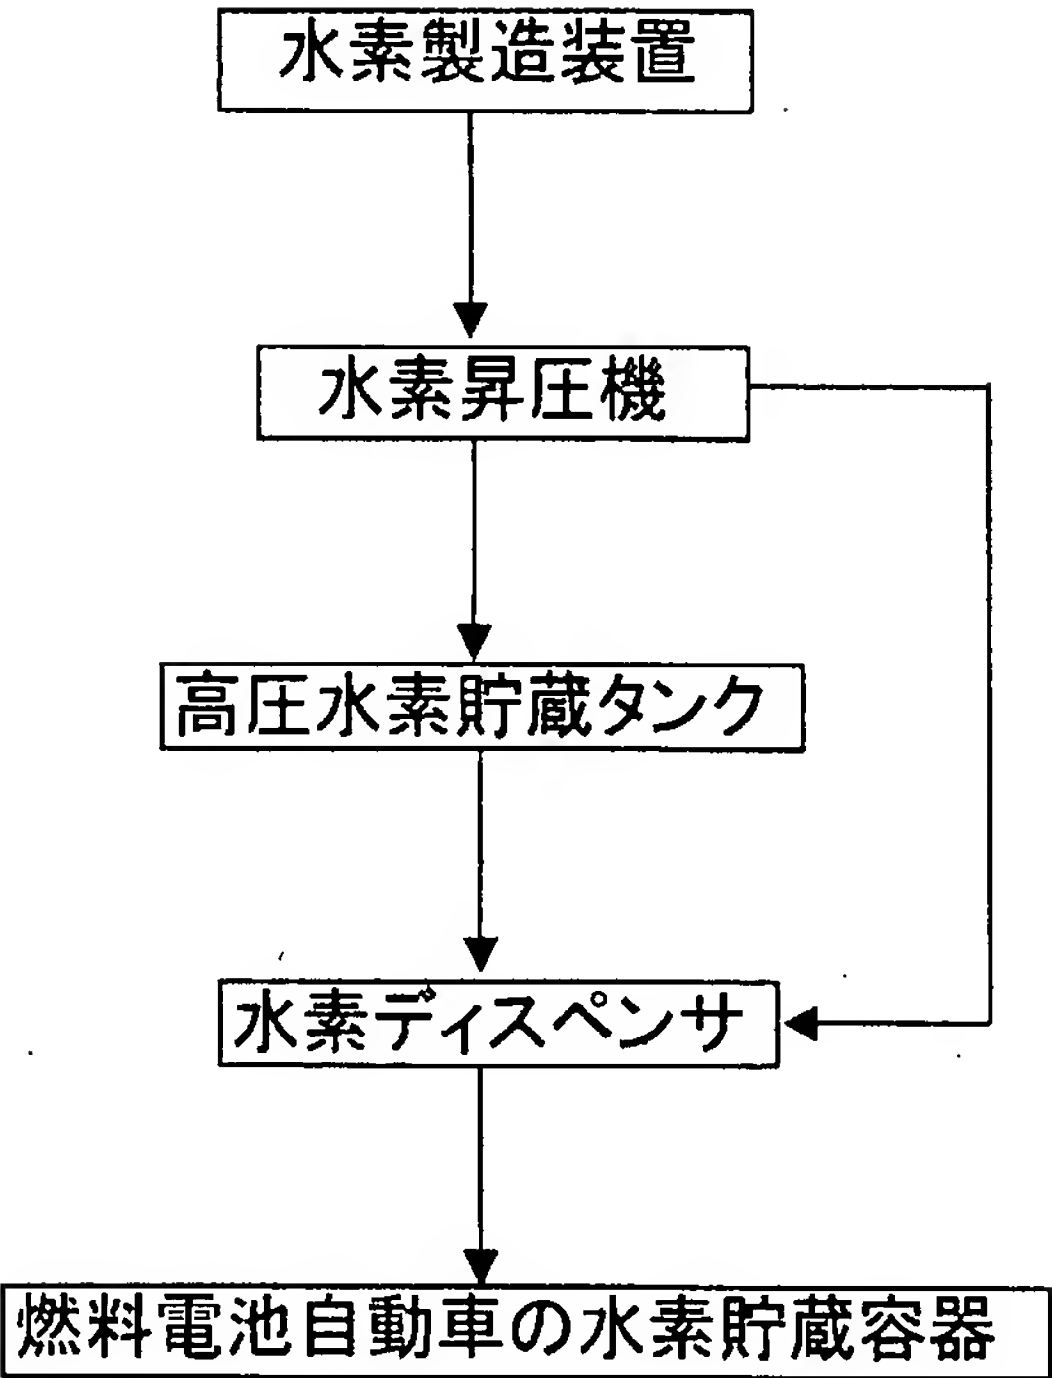 水素製造装置
水素昇圧機
高圧水素貯蔵タンク
水素ディスペンサ
燃料電池自動車の水素貯蔵容器